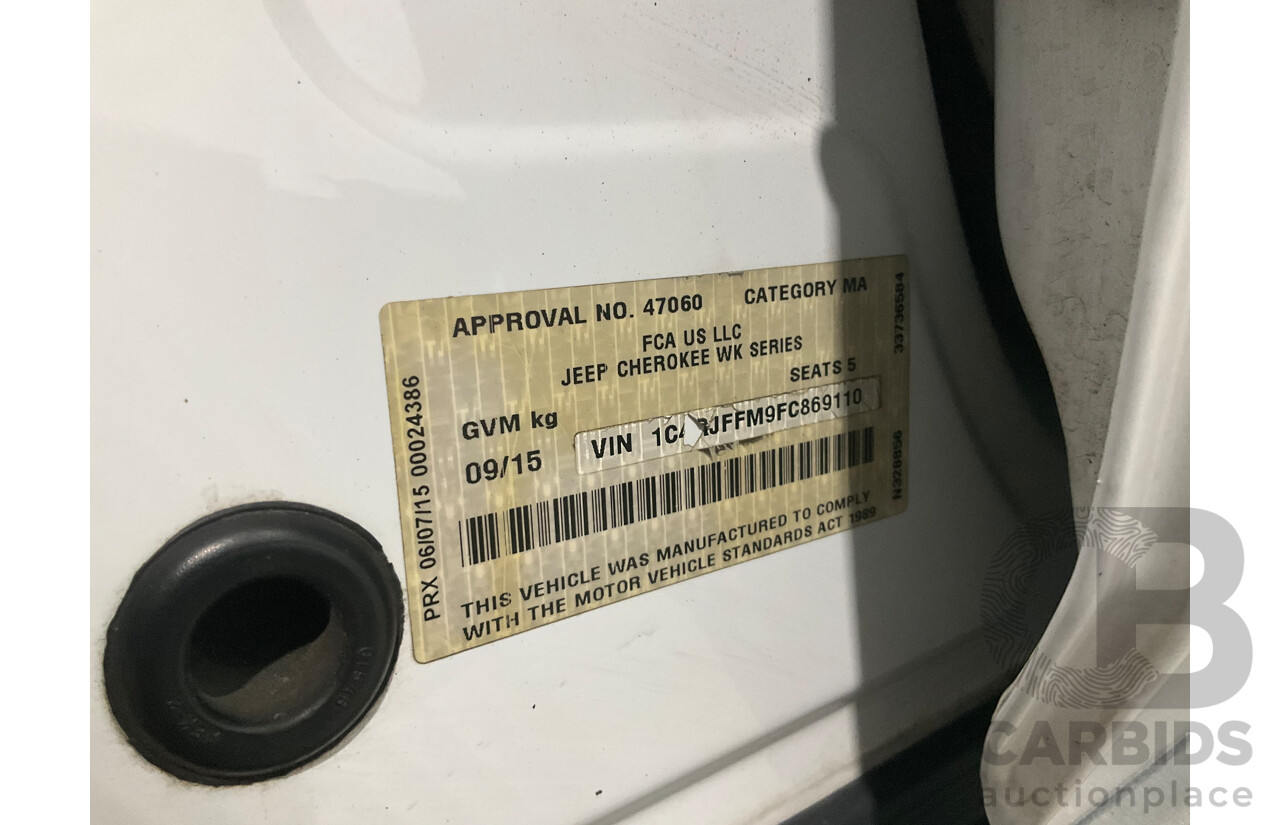 APPROVAL NO. 47060 CATEGORY MA
FCA US LLC
JEEP CHEROKEE WK SERIES
SEATS 5
GVM kg
09/15
VIN
THIS VEHICLE WAS MANUFACTURED TO COMPLY
WITH THE MOTOR VEHICLE STANDARDS ACT 1989
PRX 06/07/15 00024386
33736584
N328856
CB
CARBIDS
auctionplace